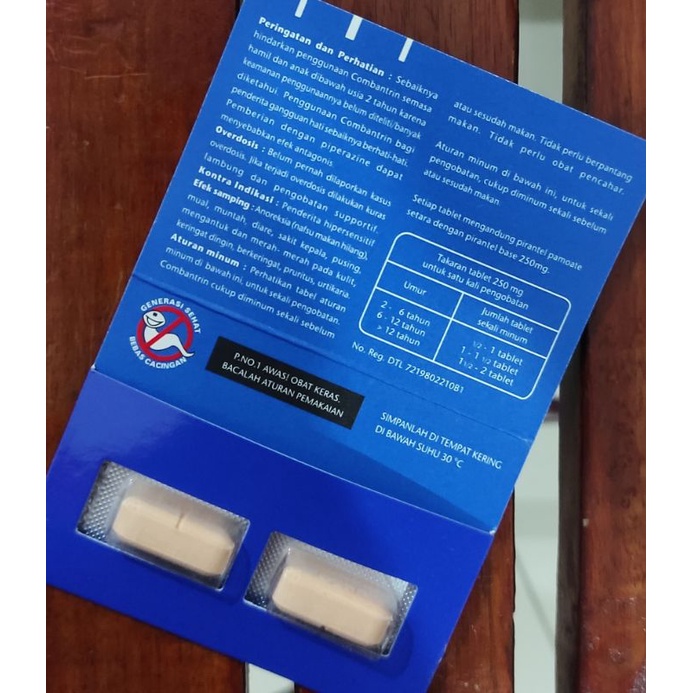 Peringatan dan Perhatian : Sebaiknya
hindarkan penggunaan Combantrin semasa
hamil dan anak dibawah usia 2 tahun karena
keamanan penggunaannya belum diteliti/banyak
diketahui. Penggunaan Combantrin bagi
penderita gangguan hati sebaiknya berhati-hati.
Pemberian dengan piperazine dapat
menyebabkan efek antagonis.
Overdosis : Belum pernah dilaporkan kasus
overdosis. Jika terjadi overdosis dilakukan kuras
lambung dan pengobatan supportif.
Kontra indikasi : Penderita hipersensitif
Efek samping : Anoreksia (nafsu makan hilang),
mual, muntah, diare, sakit kepala, pusing,
mengantuk dan merah-merah pada kulit,
keringat dingin, berkeringat, pruritus, urtikaria.
Aturan minum : Perhatikan tabel aturan
minum di bawah ini, untuk sekali pengobatan.
Combantrin cukup diminum sekali sebelum
atau sesudah makan. Tidak perlu berpantang
makan. Tidak perlu obat pencahar.
Aturan minum di bawah ini, untuk sekali
pengobatan, cukup diminum sekali sebelum
atau sesudah makan.
Setiap tablet mengandung pirantel pamoate
setara dengan pirantel base 250mg.
Takaran tablet 250 mg
untuk satu kali pengobatan
Umur
Jumlah tablet
sekali minum
2 - 6 tahun
½ - 1 tablet
6 - 12 tahun
1 - 1 ½ tablet
> 12 tahun
1 ½ - 2 tablet
No. Reg. DTL 7219802210B1
GENERASI SEHAT
BEBAS CACINGAN
P.NO.1 AWAS! OBAT KERAS.
BACALAH ATURAN PEMAKAIAN
SIMPANLAH DI TEMPAT KERING
DI BAWAH SUHU 30 °C